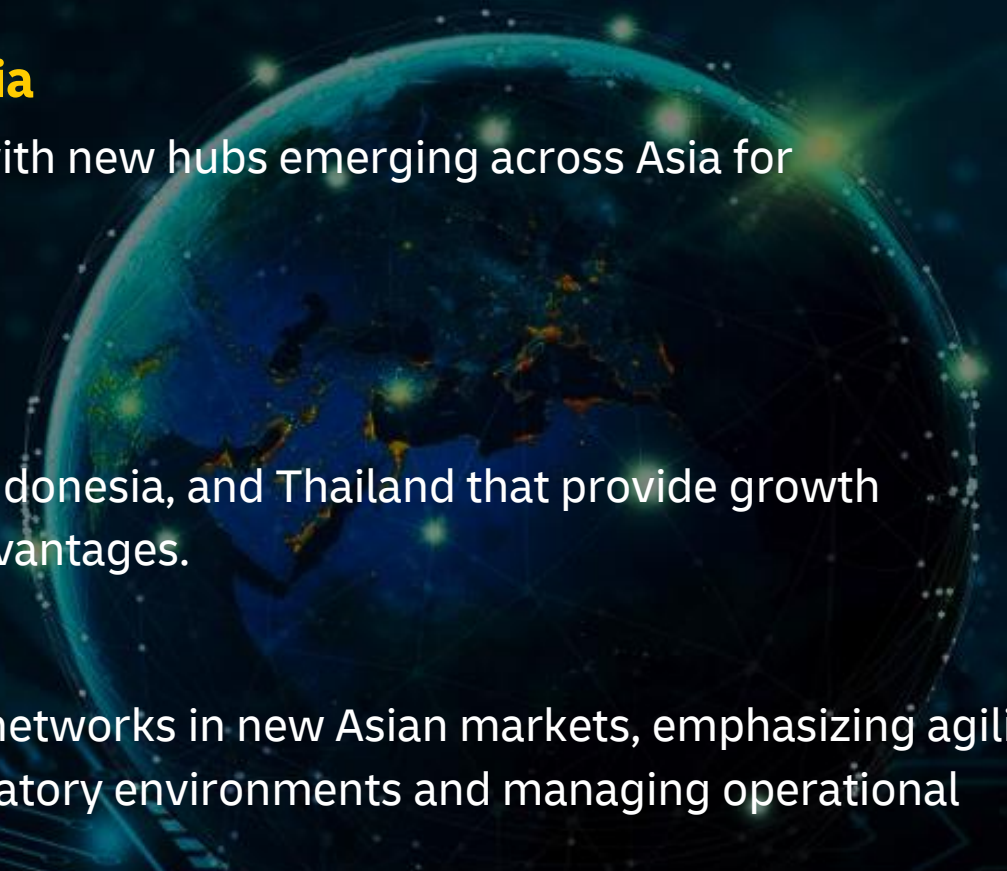 ia
ith new hubs emerging across Asia for
donesia, and Thailand that provide growth
vantages.
networks in new Asian markets, emphasizing agili
atory environments and managing operational